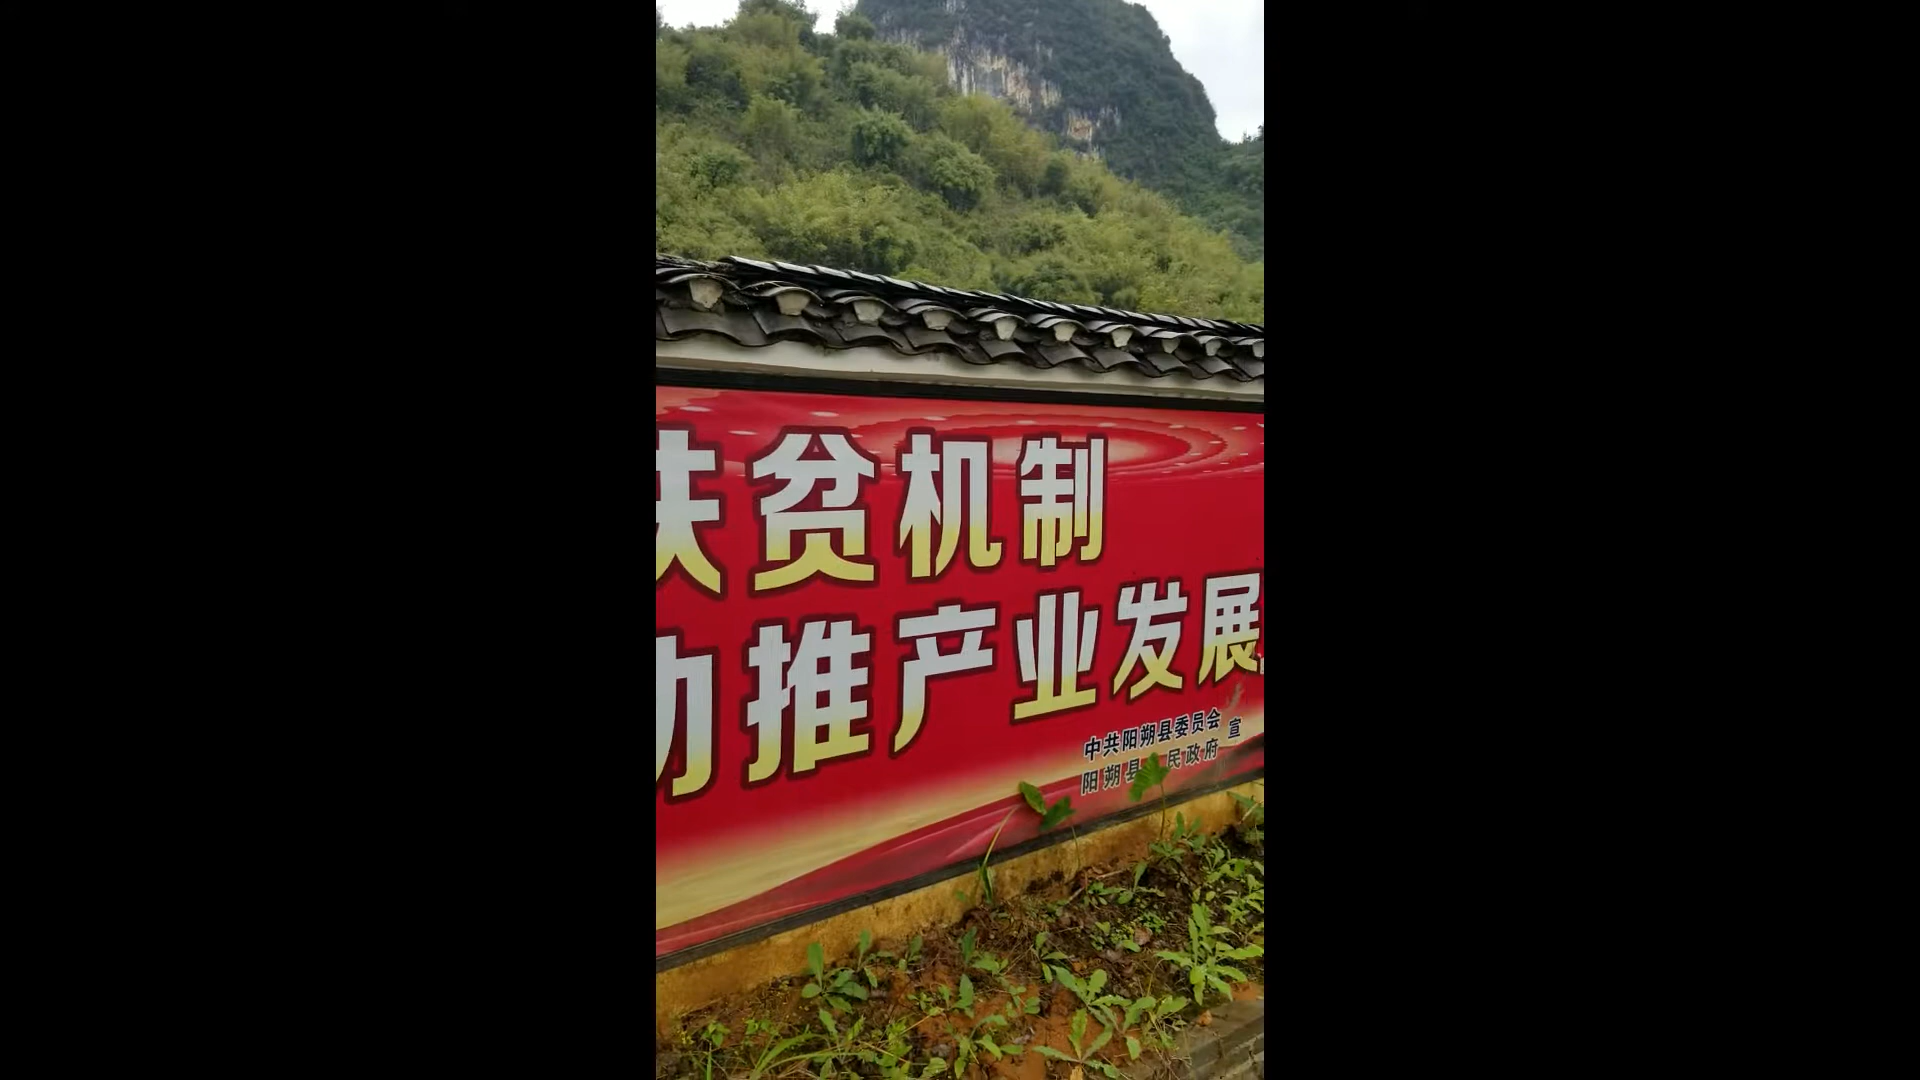 扶贫机制
推产业发展
中共阳朔县委员会 宣
阳朔县 民政府